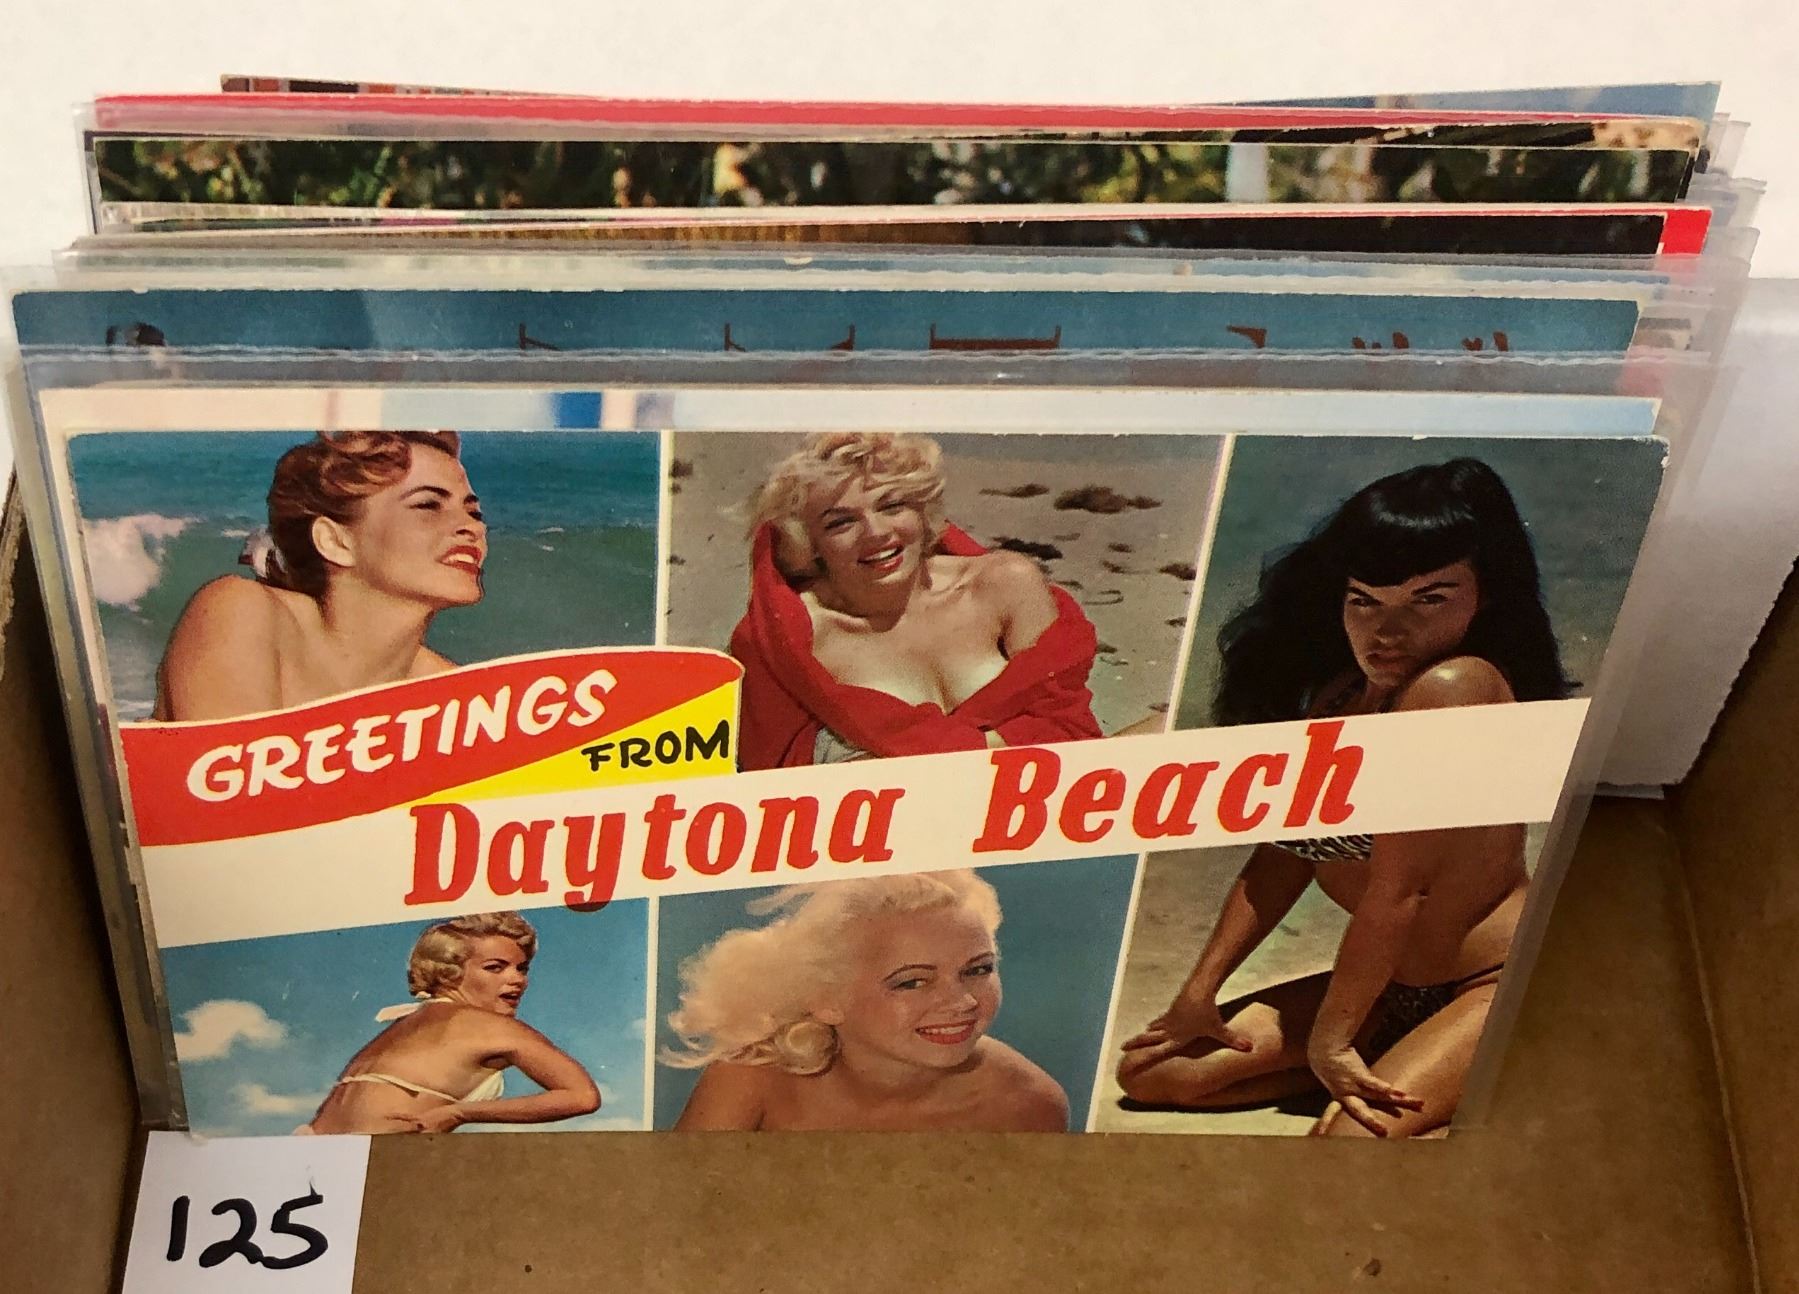 GREETINGS
FROM
Daytona Beach
125